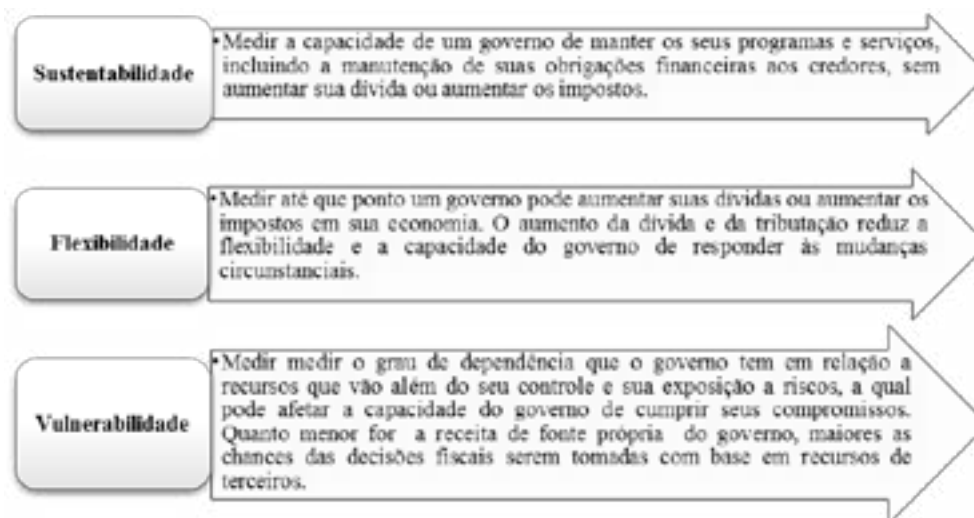 Sustentabilidade
•Medir a capacidade de um governo de manter os seus programas e serviços,
incluindo a manutenção de suas obrigações financeiras aos credores, sem
aumentar sua dívida ou aumentar os impostos.
Flexibilidade
•Medir até que ponto um governo pode aumentar suas dívidas ou aumentar os
impostos em sua economia. O aumento da dívida e da tributação reduz a
flexibilidade e a capacidade do governo de responder às mudanças
circunstanciais.
Vulnerabilidade
•Medir medir o grau de dependência que o governo tem em relação a
recursos que vão além do seu controle e sua exposição a riscos, a qual
pode afetar a capacidade do governo de cumprir seus compromissos.
Quanto menor for a receita de fonte própria do governo, maiores as
chances das decisões fiscais serem tomadas com base em recursos de
terceiros.